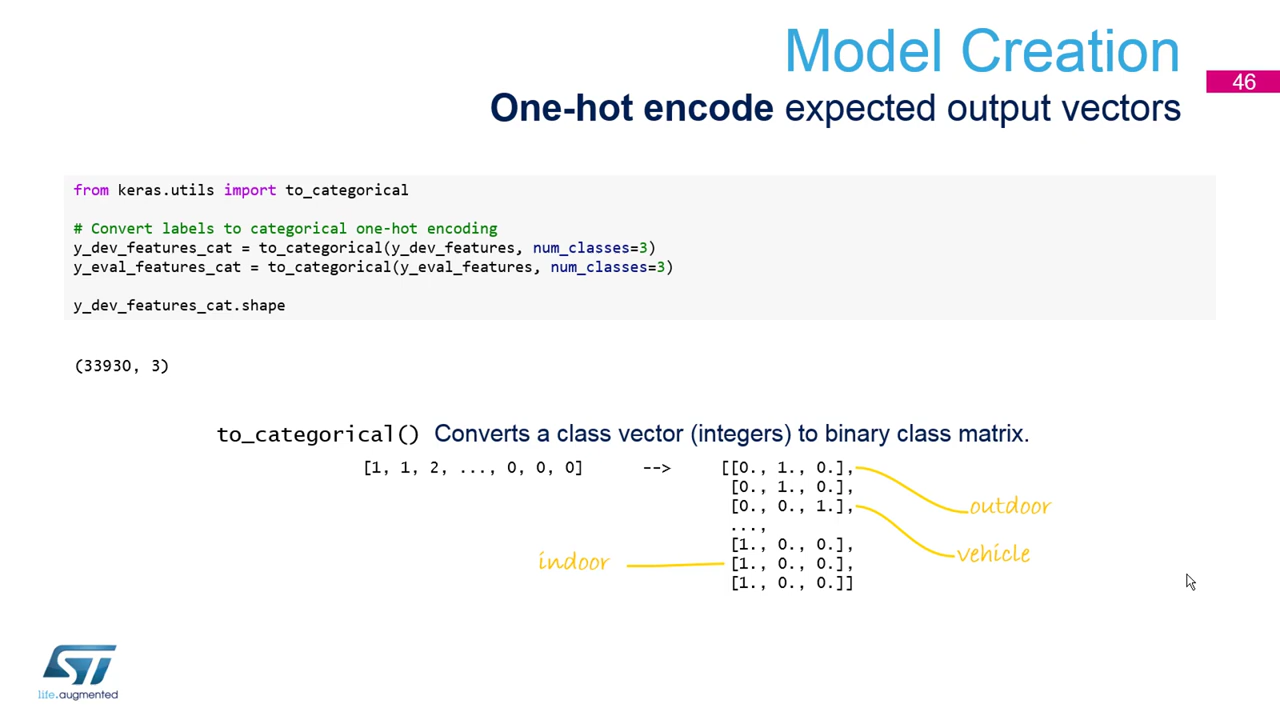 Model Creation
46
One-hot encode expected output vectors
from keras.utils import to_categorical
# Convert labels to categorical one-hot encoding
y_dev_features_cat = to_categorical(y_dev_features, num_classes=3)
y_eval_features_cat = to_categorical(y_eval_features, num_classes=3)
y_dev_features_cat.shape
(33930, 3)
to_categorical() Converts a class vector (integers) to binary class matrix.
[1, 1, 2, ..., 0, 0, 0] --> [[0., 1., 0.],
[0., 1., 0.],
[0., 0., 1.], outdoor
...,
[1., 0., 0.], vehicle
indoor [1., 0., 0.],
[1., 0., 0.]]
ST
life.augmented